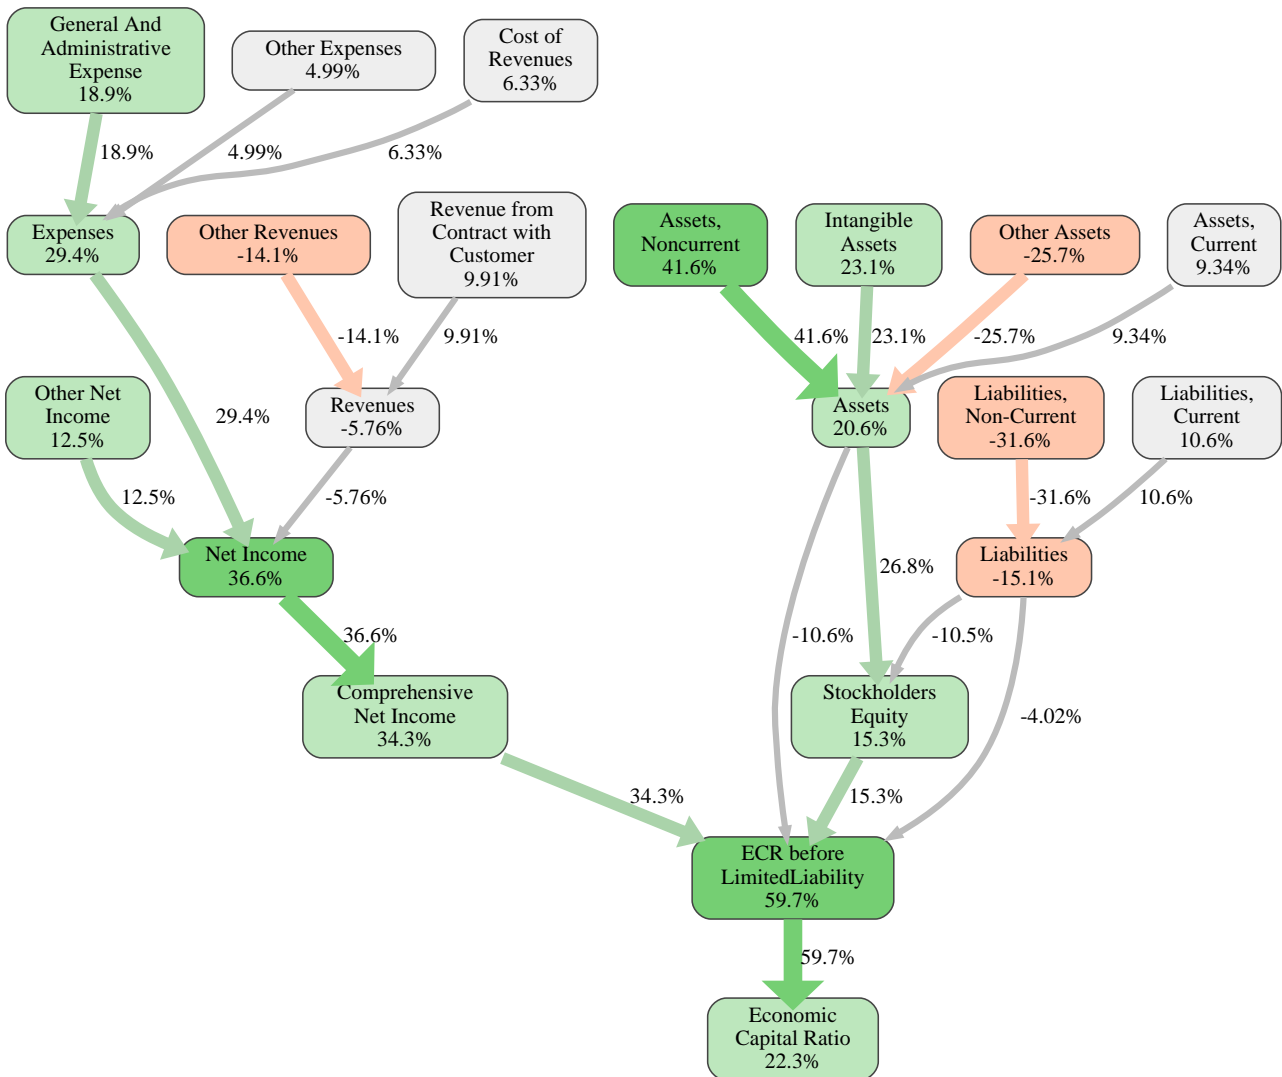 General And
Administrative
Expense
18.9%
Other Expenses
4.99%
Cost of
Revenues
6.33%
18.9%
4.99%
6.33%
Expenses
29.4%
Other Revenues
-14.1%
Revenue from
Contract with
Customer
9.91%
Assets,
Noncurrent
41.6%
Intangible
Assets
23.1%
Other Assets
-25.7%
Assets,
Current
9.34%
-14.1%
9.91%
41.6%
23.1%
-25.7%
9.34%
Other Net
Income
12.5%
29.4%
Revenues
-5.76%
Assets
20.6%
Liabilities,
Non-Current
-31.6%
Liabilities,
Current
10.6%
12.5%
-5.76%
-31.6%
10.6%
Net Income
36.6%
26.8%
Liabilities
-15.1%
36.6%
-10.6%
-10.5%
Comprehensive
Net Income
34.3%
Stockholders
Equity
15.3%
-4.02%
34.3%
15.3%
ECR before
LimitedLiability
59.7%
59.7%
Economic
Capital Ratio
22.3%